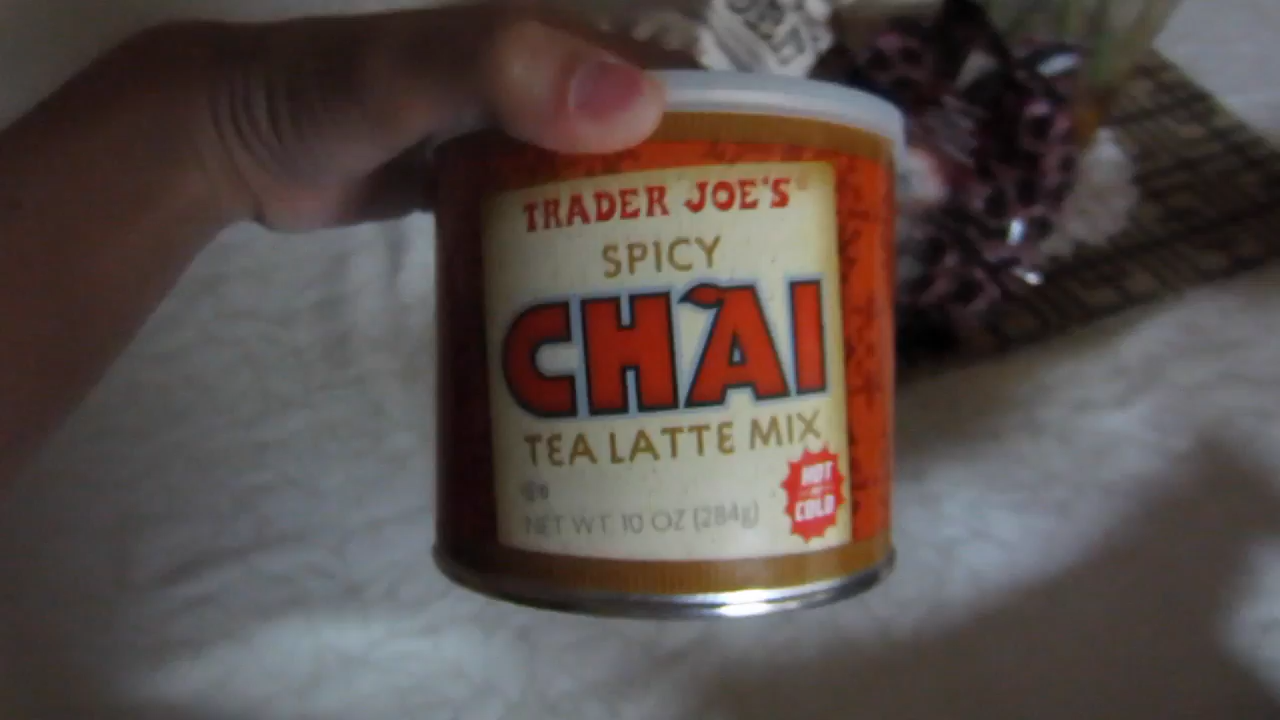 TRADER JOE'S
SPICY
CHAI
TEA LATTE MIX
NET WT 10 OZ (284g)
HOT
COLD